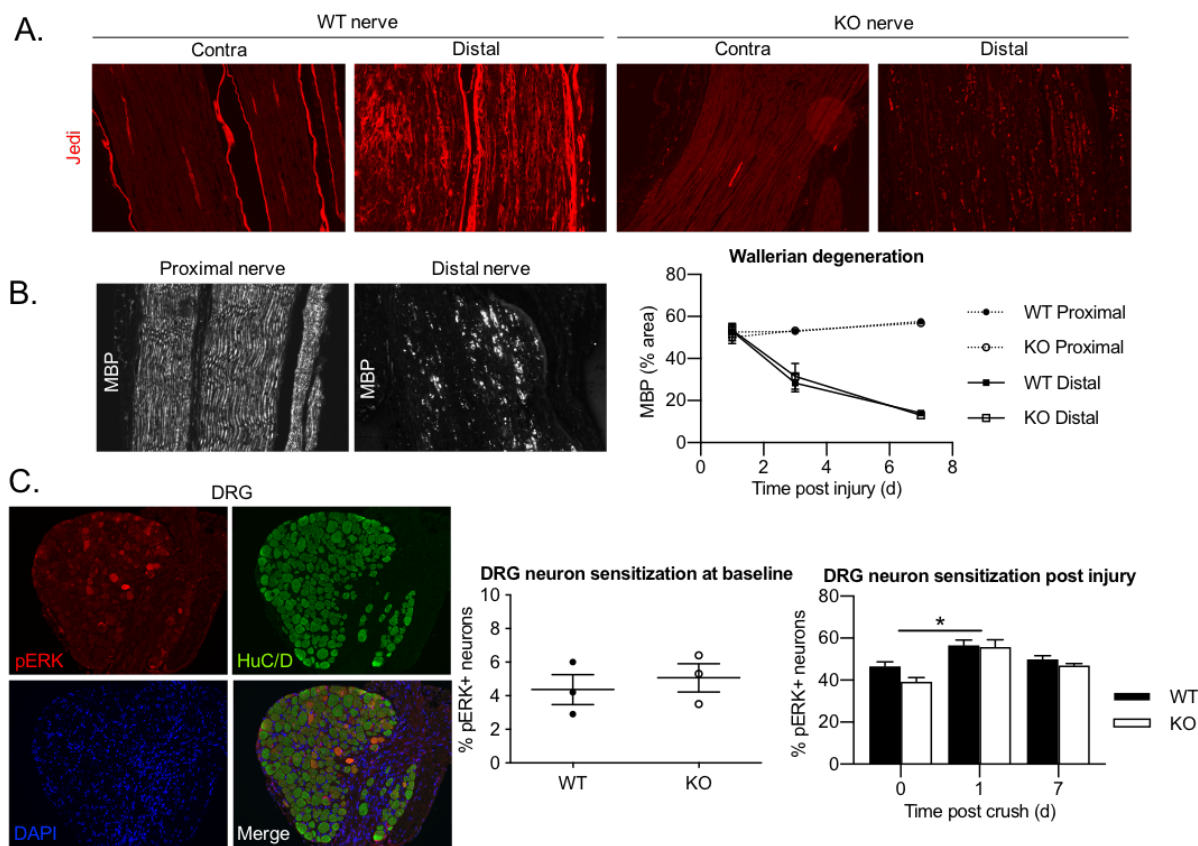 A.
WT nerve
KO nerve
Contra
Distal
Contra
Distal
Jedi
B.
Proximal nerve
Distal nerve
MBP
MBP
Wallerian degeneration
80
60
40
20
0
MBP (% area)
0 2 4 6 8
Time post injury (d)
WT Proximal
KO Proximal
WT Distal
KO Distal
C.
DRG
pERK
HuC/D
DAPI
Merge
DRG neuron sensitization at baseline
10
8
6
4
2
0
% pERK+ neurons
WT KO
DRG neuron sensitization post injury
80
60
40
20
0
% pERK+ neurons
*
0 1 7
Time post crush (d)
WT
KO